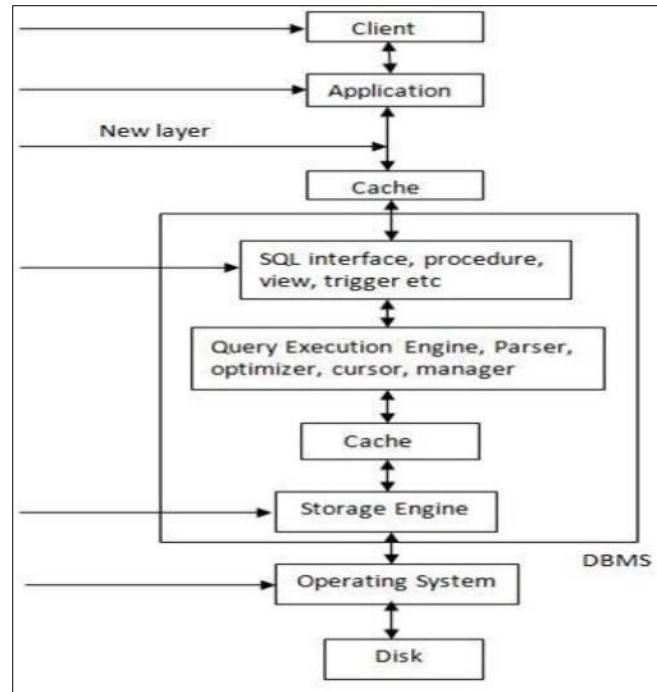 Client
Application
New layer
Cache
SQL interface, procedure,
view, trigger etc
Query Execution Engine, Parser,
optimizer, cursor, manager
Cache
Storage Engine
DBMS
Operating System
Disk